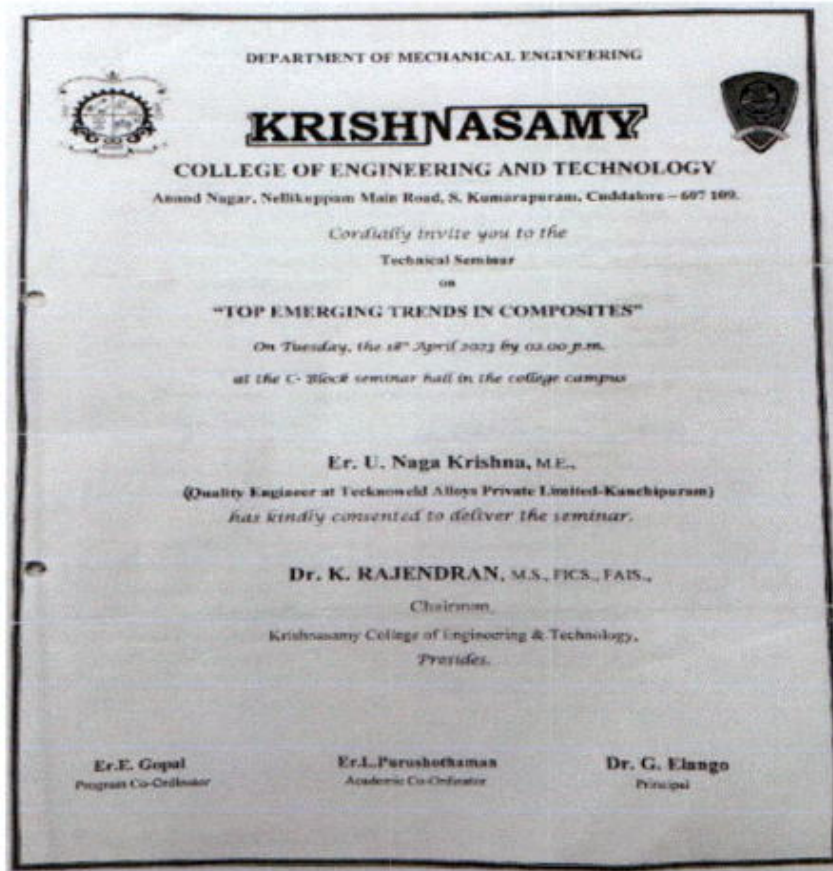 DEPARTMENT OF MECHANICAL ENGINEERING
KRISHNASAMY
COLLEGE OF ENGINEERING AND TECHNOLOGY
Anand Nagar, Nellikuppam Main Road, S. Kumarapuram, Cuddalore – 607 109.
Cordially invite you to the
Technical Seminar
on
“TOP EMERGING TRENDS IN COMPOSITES”
On Tuesday, the 18th April 2023 by 02.00 p.m.
at the C- Block seminar hall in the college campus
Er. U. Naga Krishna, M.E.,
(Quality Engineer at Tecknoweld Alloys Private Limited-Kanchipuram)
has kindly consented to deliver the seminar.
Dr. K. RAJENDRAN, M.S., FICS., FAIS.,
Chairman,
Krishnasamy College of Engineering & Technology,
Presides.
Er.E. Gopal Er.L.Purushothaman Dr. G. Elango
Program Co-Ordinator Academic Co-Ordinator Principal